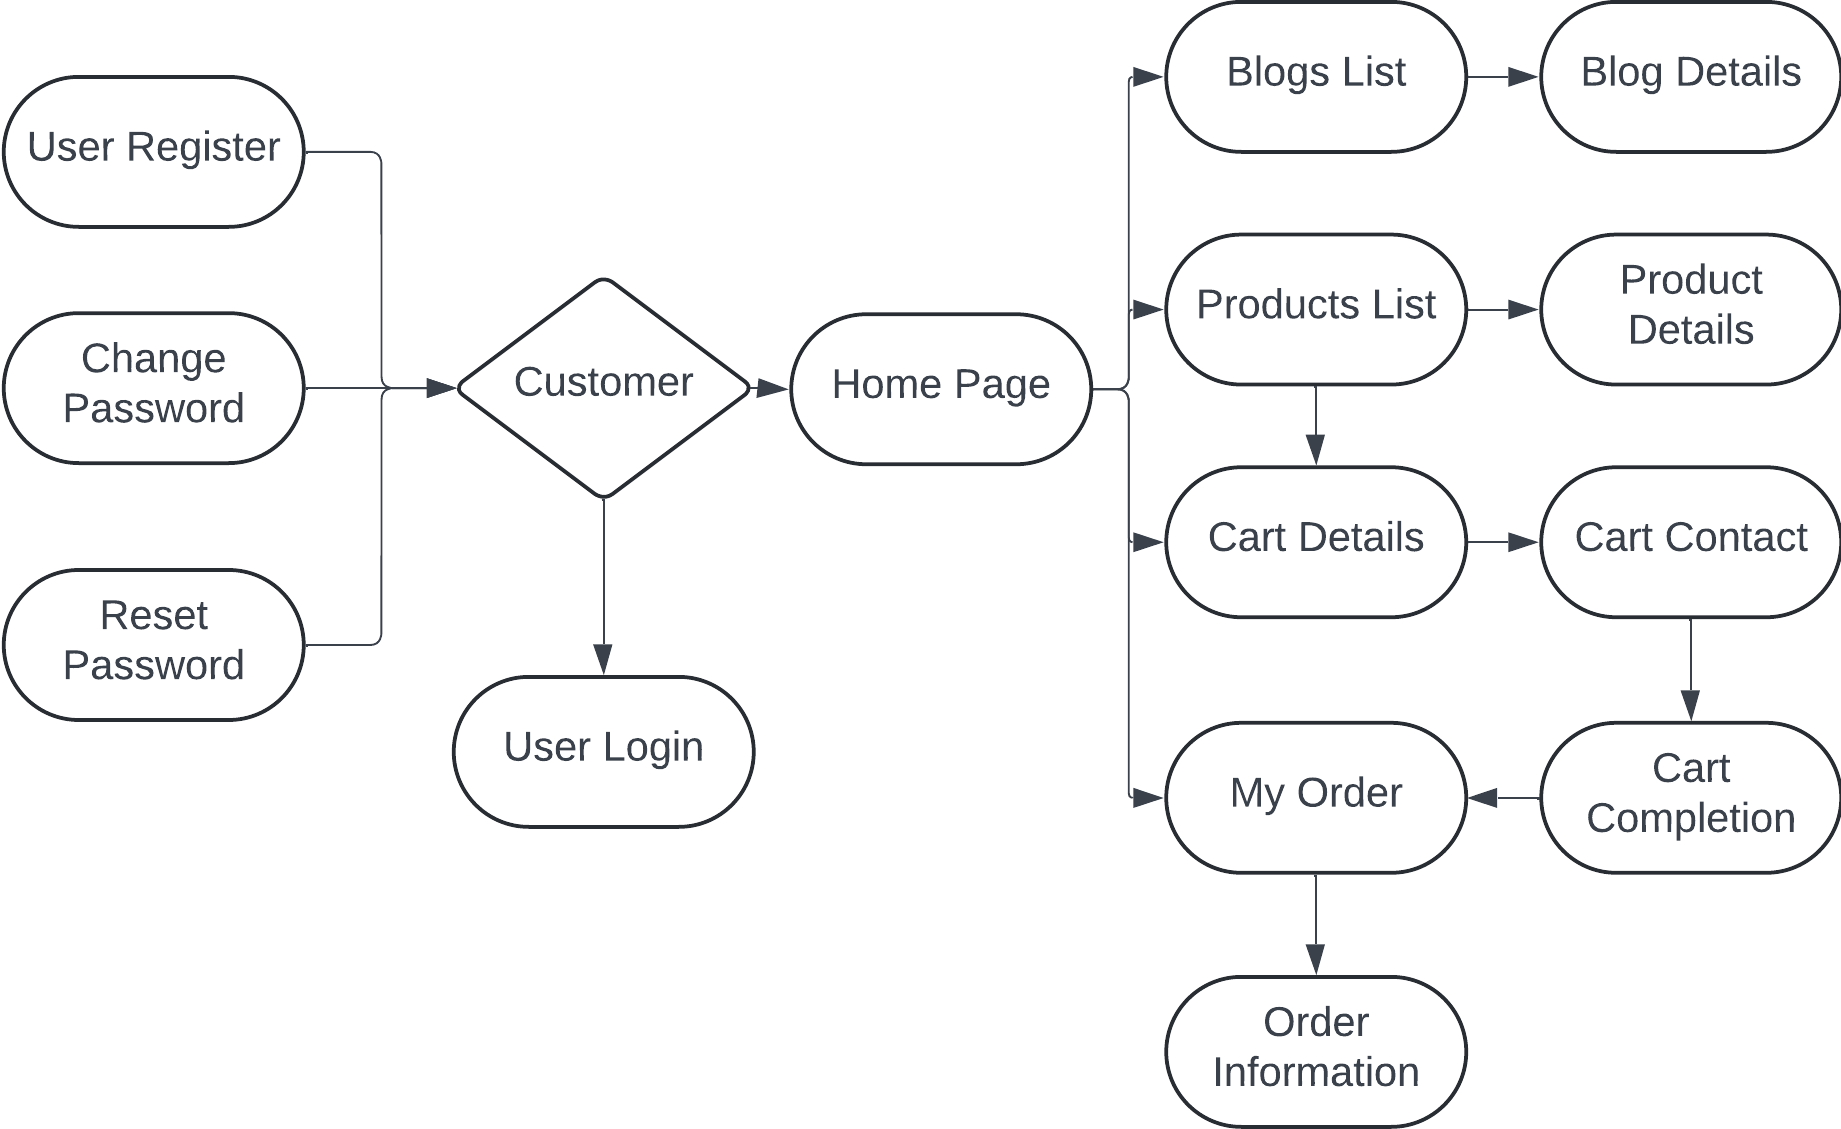 Blogs List
Blog Details
User Register
Products List
Product
Details
Change
Password
Customer
Home Page
Cart Details
Cart Contact
Reset
Password
User Login
My Order
Cart
Completion
Order
Information